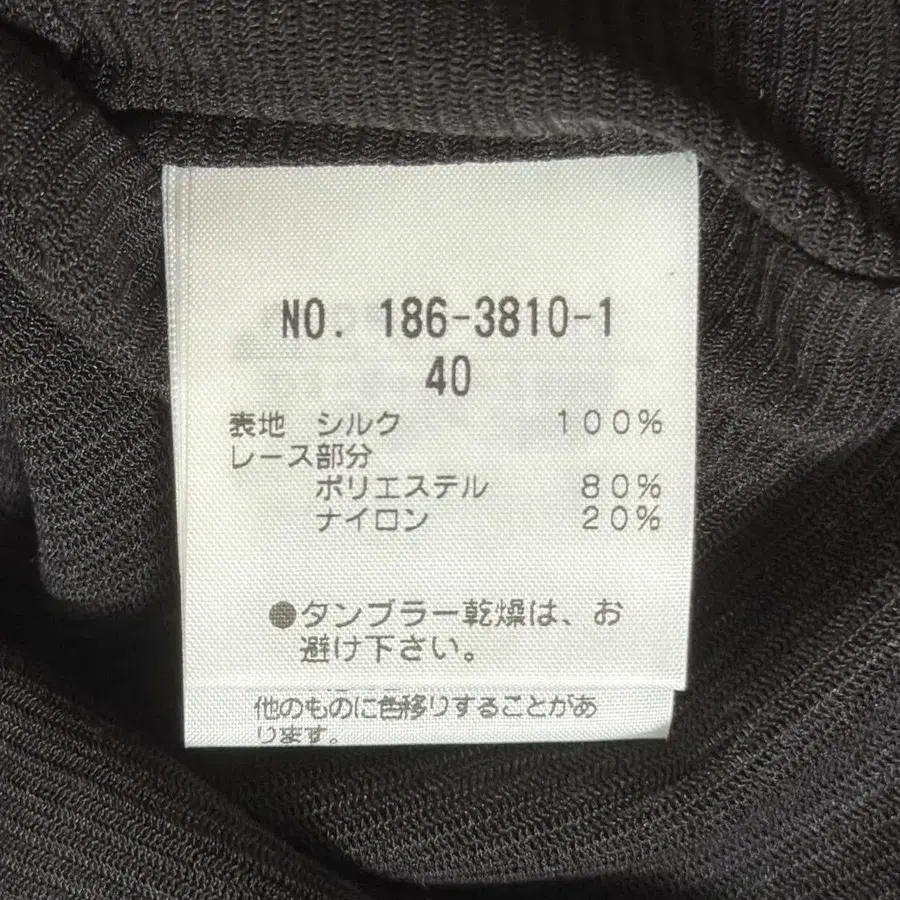 NO. 186-3810-1
40
表地 シルク 100%
レース部分
ポリエステル 80%
ナイロン 20%
●タンブラー乾燥は、お
避け下さい。
他のものに色移りすることがあ
ります。